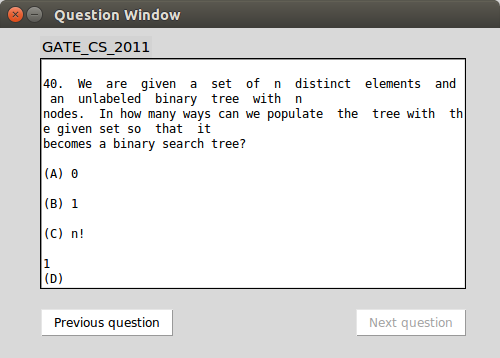 Question Window
GATE_CS_2011
40. We are given a set of n distinct elements and
an unlabeled binary tree with n
nodes. In how many ways can we populate the tree with th
e given set so that it
becomes a binary search tree?
(A) 0
(B) 1
(C) n!
1
(D)
Previous question
Next question